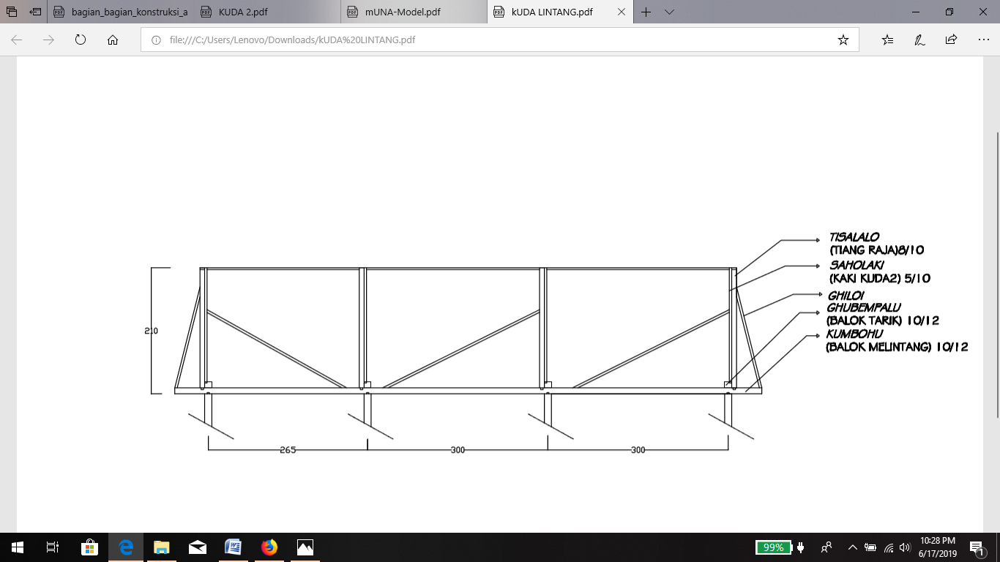 bagian_bagian_konstruksi_a
KUDA 2.pdf
mUNA-Model.pdf
kUDA LINTANG.pdf
file:///C:/Users/Lenovo/Downloads/kUDA%20LINTANG.pdf
TISALALO
(TIANG RAJA)8/10
SAHOLAKI
(KAKI KUDA2) 5/10
GHILOI
GHUBEMPALU
(BALOK TARIK) 10/12
KUMBOHU
(BALOK MELINTANG) 10/12
210
265
300
300
99%
10:28 PM
6/17/2019
1